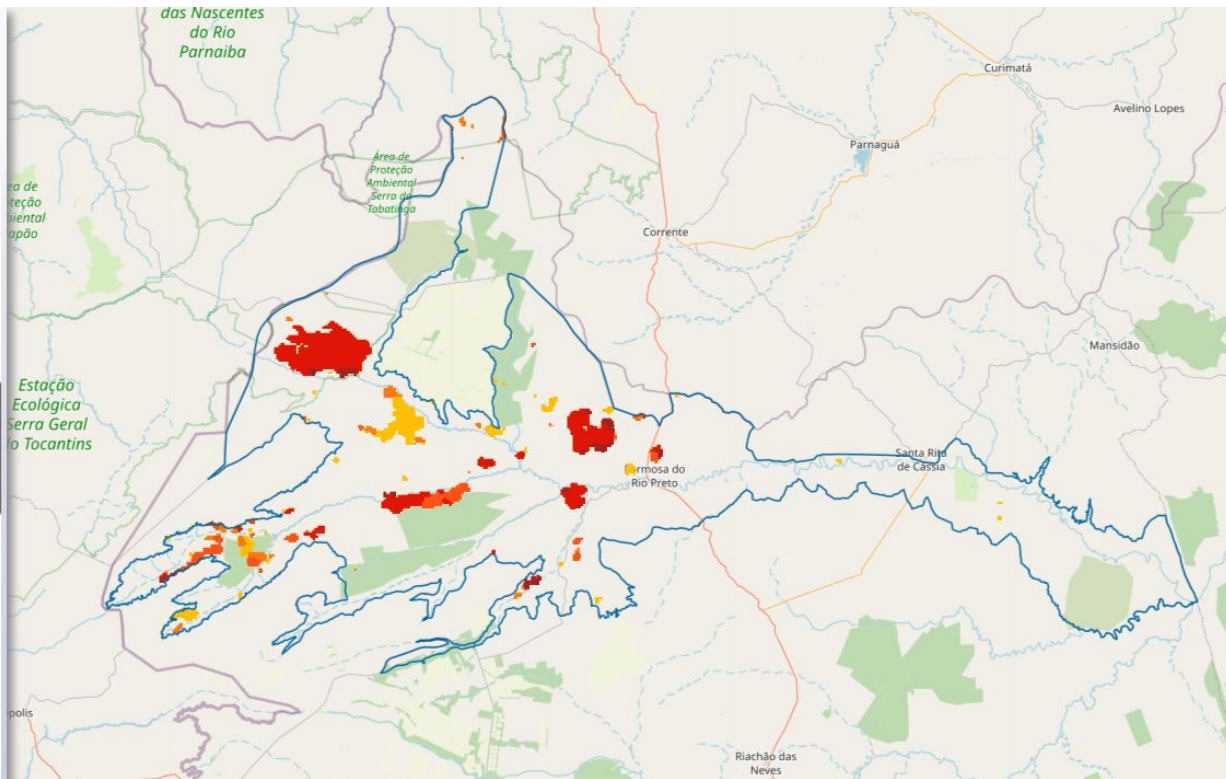 das Nascentes
do Rio
Parnaiba
Curimatá
Avelino Lopes
Parnaguá
Área de
Proteção
Ambiental
Serra da
Tabatinga
Corrente
Mansidão
Estação
Ecológica
Serra Geral
do Tocantins
Santa Rita
de Cássia
Formosa do
Rio Preto
Riachão das
Neves